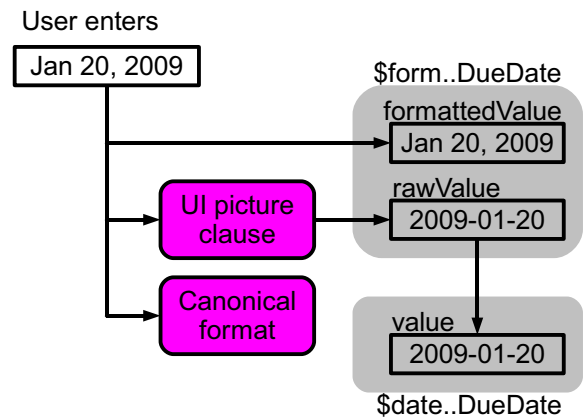 User enters
Jan 20, 2009
$form..DueDate
formattedValue
Jan 20, 2009
UI picture
clause
rawValue
2009-01-20
Canonical
format
value
2009-01-20
$date..DueDate